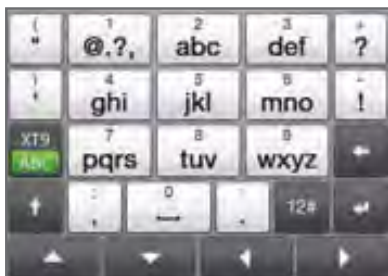 ( 1 2 3 +
" @.?, abc def ?
) 4 5 6 -
' ghi jkl mno !
XT9 7 8 9
ABC pqrs tuv wxyz
: 0
, . 12#